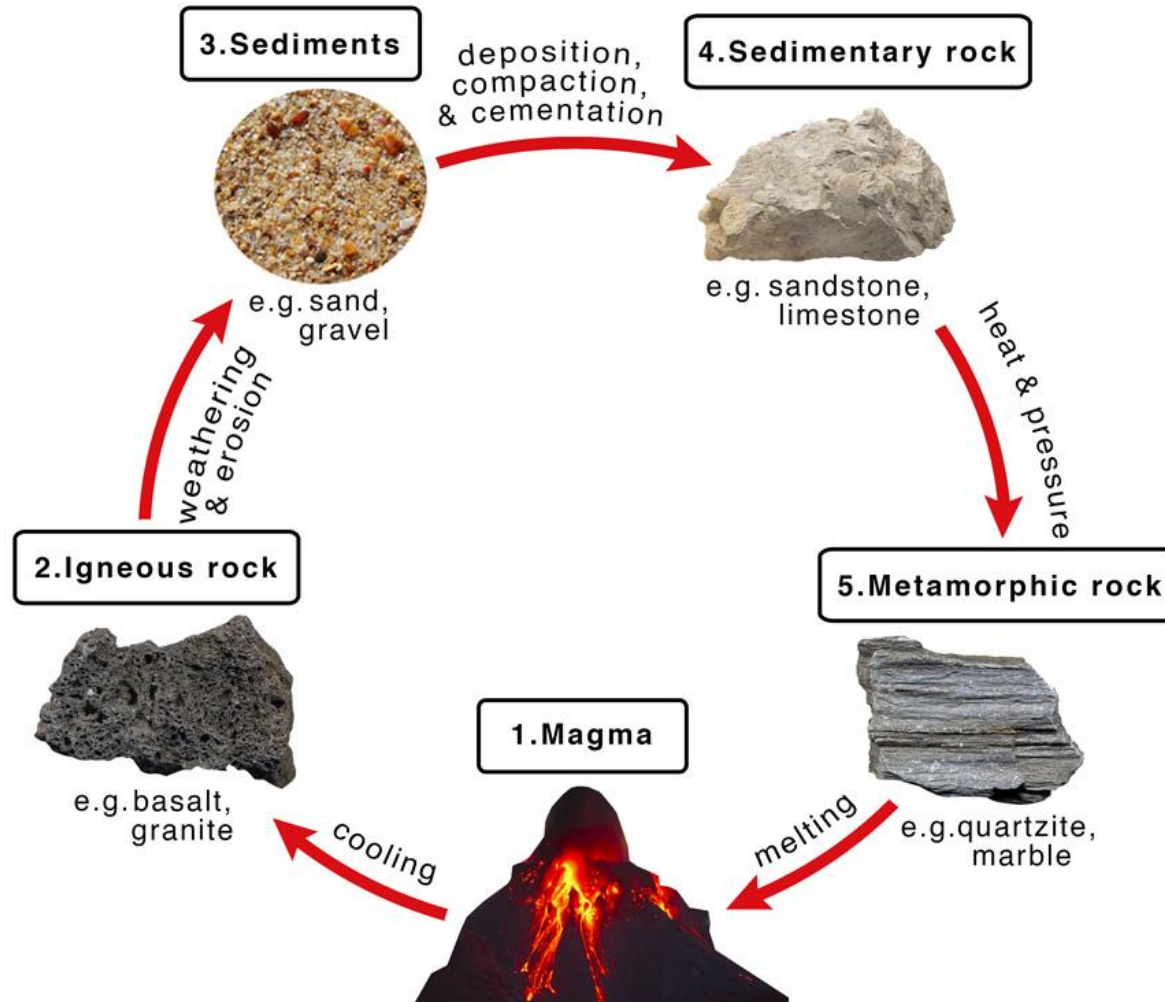 3.Sediments
deposition,
compaction,
& cementation
4.Sedimentary rock
e.g. sand,
gravel
e.g. sandstone,
limestone
weathering
& erosion
heat & pressure
2.Igneous rock
5.Metamorphic rock
1.Magma
e.g. basalt,
granite
cooling
melting
e.g. quartzite,
marble